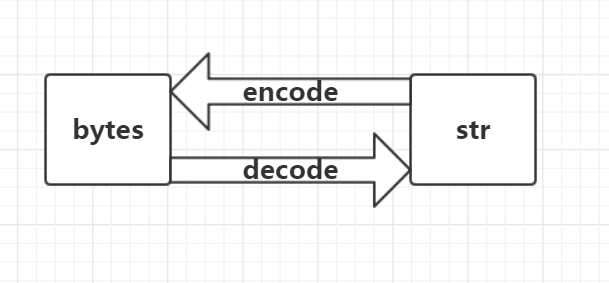 encode
bytes
str
decode